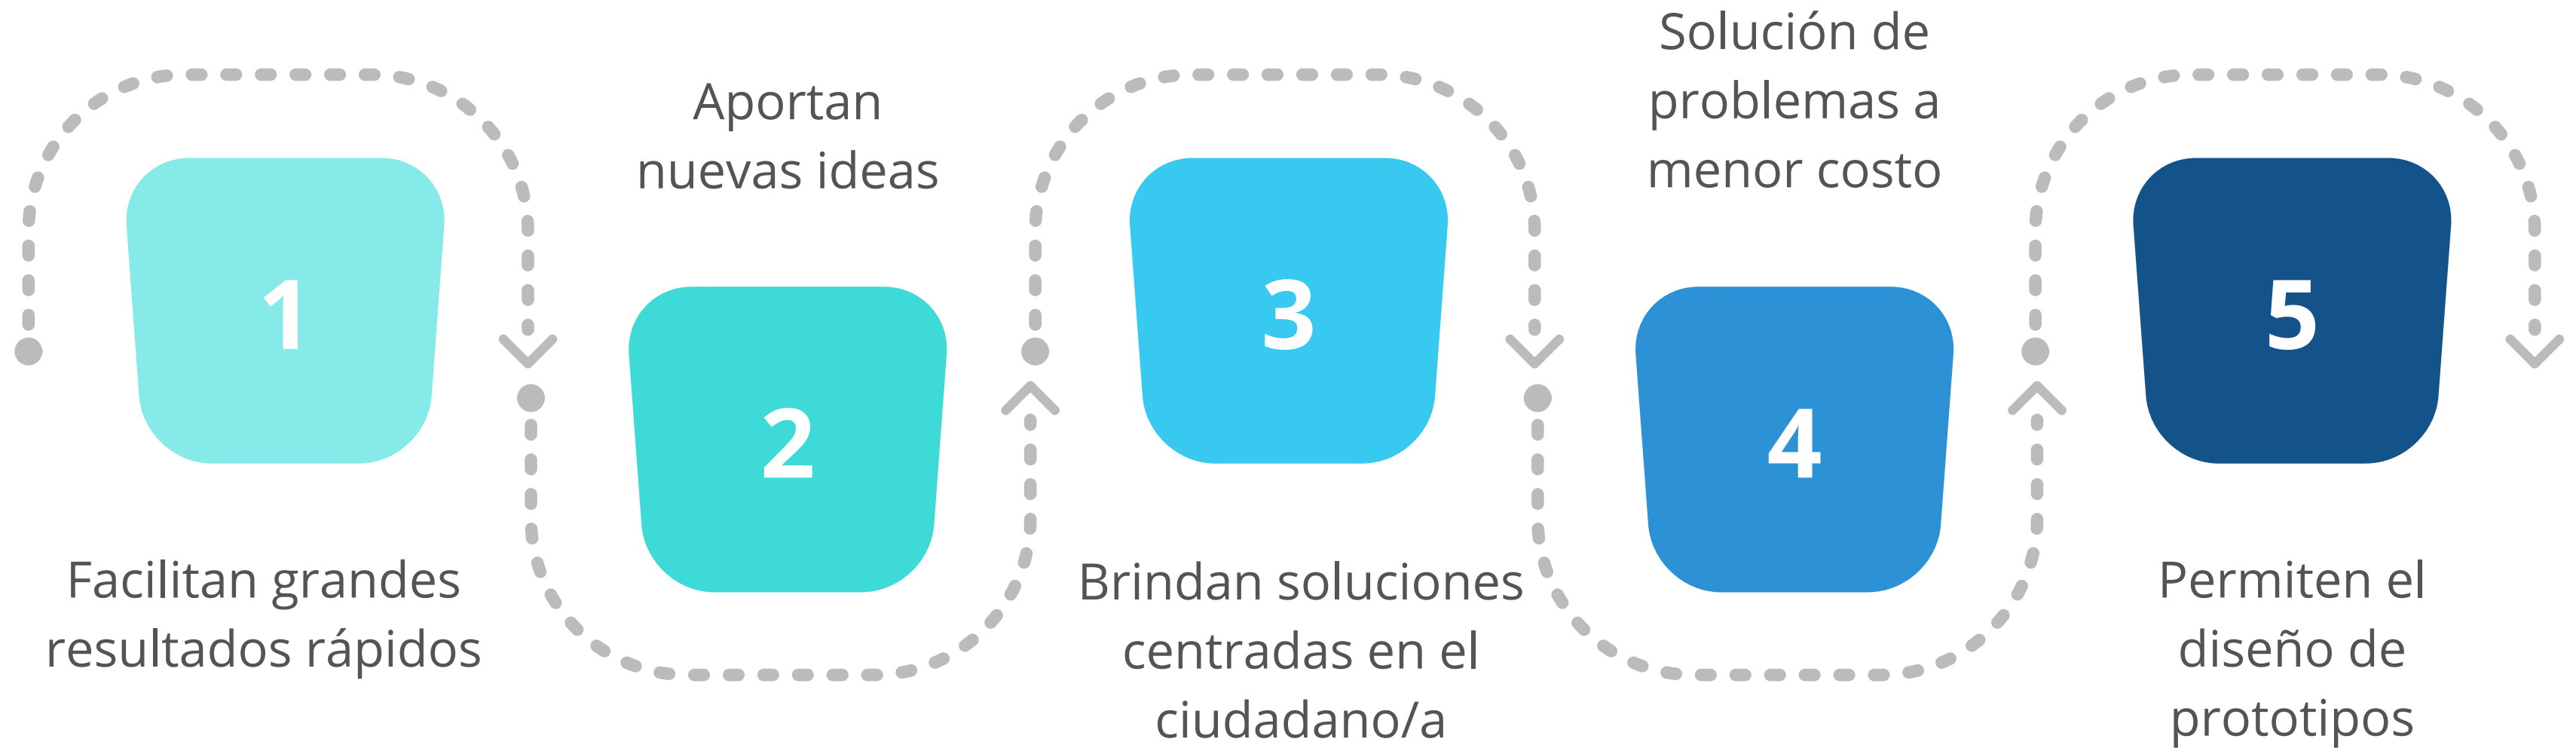 1
Facilitan grandes
resultados rápidos
Aportan
nuevas ideas
2
3
Brindan soluciones
centradas en el
ciudadano/a
Solución de
problemas a
menor costo
4
5
Permiten el
diseño de
prototipos